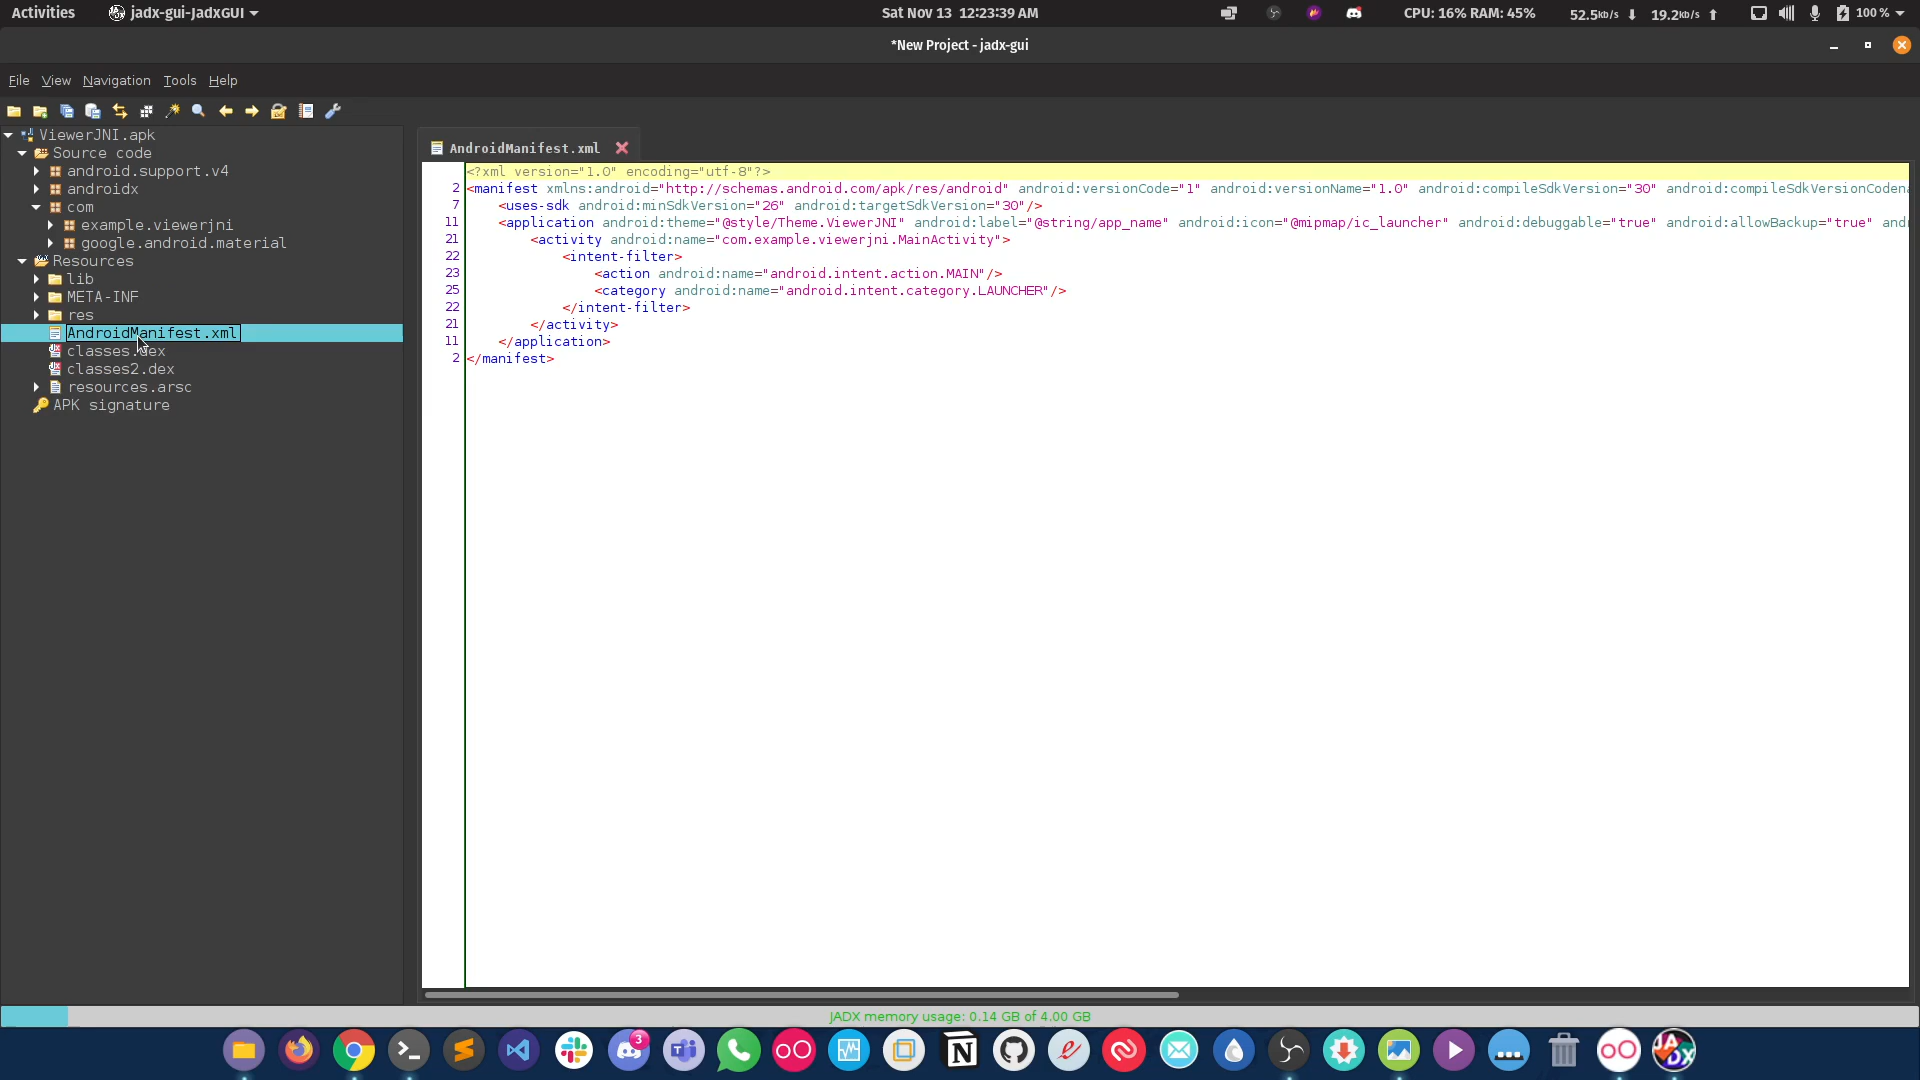 Activities jadx-gui-JadxGUI Sat Nov 13 12:23:39 AM CPU: 16% RAM: 45% 52.5kb/s ⬇ 19.2kb/s ⬆ 100 %
*New Project - jadx-gui
File View Navigation Tools Help
ViewerJNI.apk
Source code
android.support.v4
androidx
com
example.viewerjni
google.android.material
Resources
lib
META-INF
res
AndroidManifest.xml
classes.dex
classes2.dex
resources.arsc
APK signature
AndroidManifest.xml
<?xml version="1.0" encoding="utf-8"?>
2 <manifest xmlns:android="http://schemas.android.com/apk/res/android" android:versionCode="1" android:versionName="1.0" android:compileSdkVersion="30" android:compileSdkVersionCodena
7 <uses-sdk android:minSdkVersion="26" android:targetSdkVersion="30"/>
11 <application android:theme="@style/Theme.ViewerJNI" android:label="@string/app_name" android:icon="@mipmap/ic_launcher" android:debuggable="true" android:allowBackup="true" andr
21 <activity android:name="com.example.viewerjni.MainActivity">
22 <intent-filter>
23 <action android:name="android.intent.action.MAIN"/>
25 <category android:name="android.intent.category.LAUNCHER"/>
22 </intent-filter>
21 </activity>
11 </application>
2 </manifest>
JADX memory usage: 0.14 GB of 4.00 GB
3
JADX